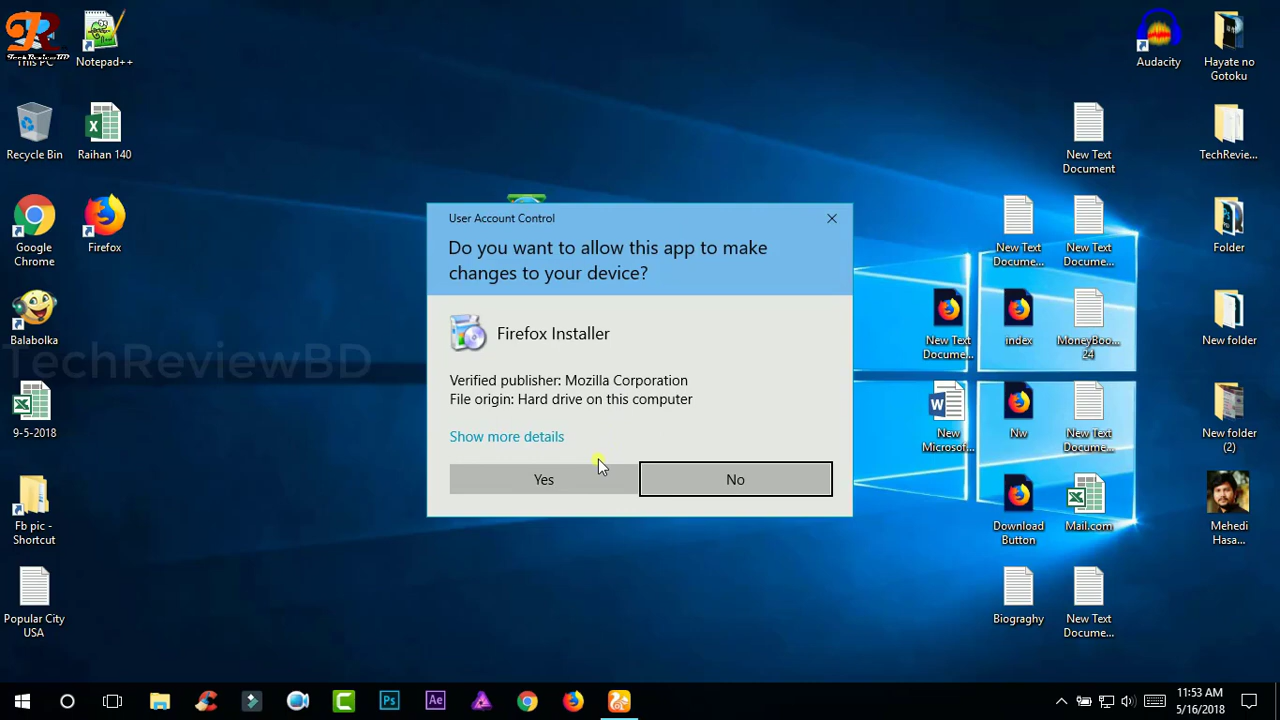 TechReviewBD
This PC
Notepad++
Recycle Bin
Raihan 140
Google
Chrome
Firefox
Balabolka
TechReviewBD
9-5-2018
Fb pic -
Shortcut
Popular City
USA
User Account Control
Do you want to allow this app to make
changes to your device?
Firefox Installer
Verified publisher: Mozilla Corporation
File origin: Hard drive on this computer
Show more details
Yes
No
Audacity
Hayate no
Gotoku
New Text
Document
TechRevie...
New Text
Docume...
New Text
Docume...
Folder
New Text
Docume...
index
MoneyBoo...
24
New folder
New
Microsof...
Nw
New Text
Docume...
New folder
(2)
Download
Button
Mail.com
Mehedi
Hasa...
Biograghy
New Text
Docume...
Ps
Ae
11:53 AM
5/16/2018